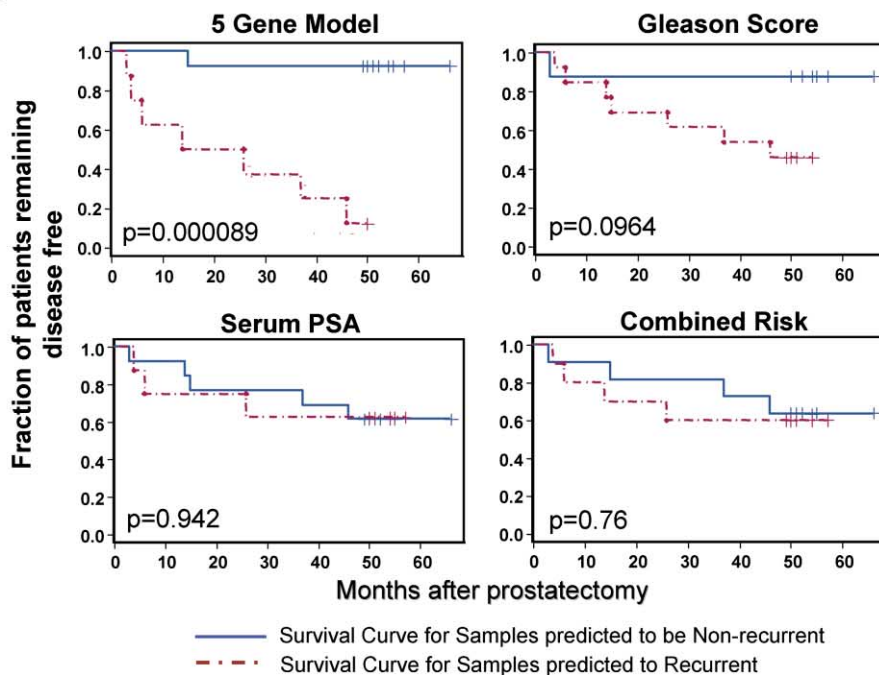 5 Gene Model
1.0
0.8
0.6
0.4
0.2
0.0
p=0.000089
0 10 20 30 40 50 60
Gleason Score
1.0
0.8
0.6
0.4
0.2
0.0
p=0.0964
0 10 20 30 40 50 60
Fraction of patients remaining
disease free
Serum PSA
1.0
0.8
0.6
0.4
0.2
0.0
p=0.942
0 10 20 30 40 50 60
Combined Risk
1.0
0.8
0.6
0.4
0.2
0.0
p=0.76
0 10 20 30 40 50 60
Months after prostatectomy
Survival Curve for Samples predicted to be Non-recurrent
Survival Curve for Samples predicted to Recurrent